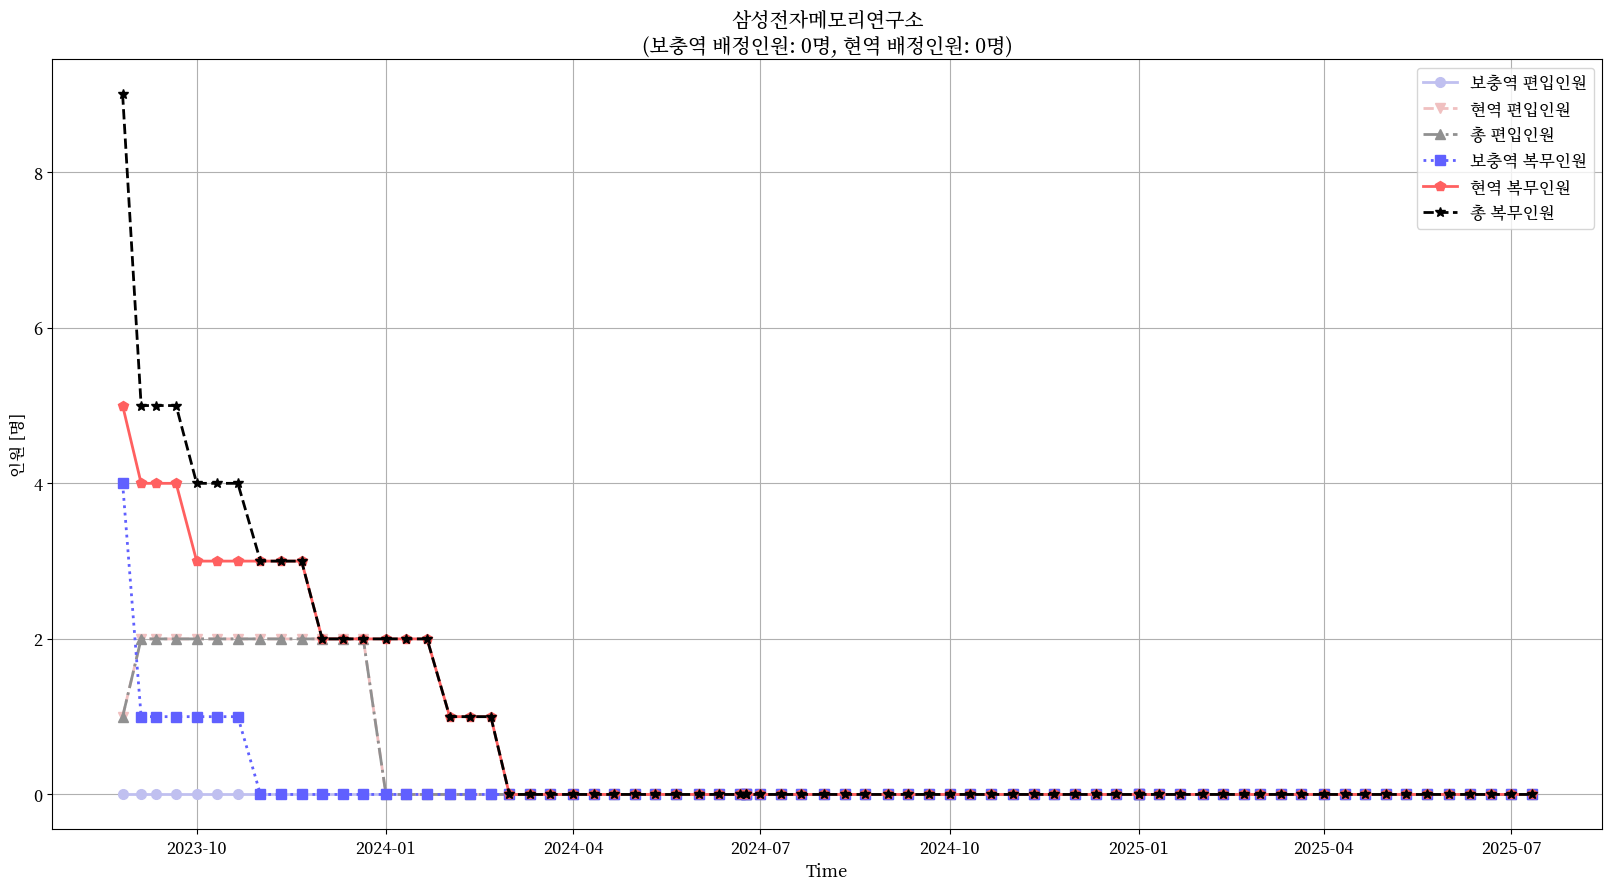 삼성전자메모리연구소
(보충역 배정인원: 0명, 현역 배정인원: 0명)
보충역 편입인원
현역 편입인원
총 편입인원
보충역 복무인원
현역 복무인원
총 복무인원
인원 [명]
8
6
4
2
0
2023-10
2024-01
2024-04
2024-07
2024-10
2025-01
2025-04
2025-07
Time